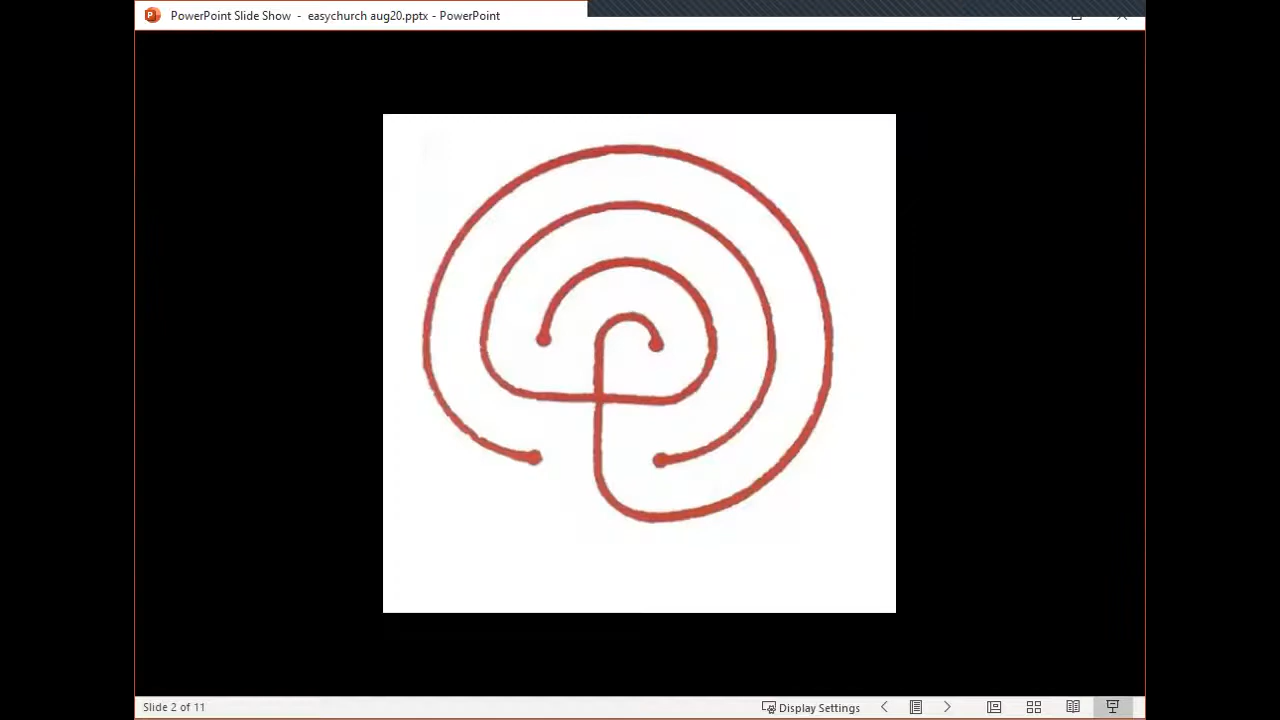 P
PowerPoint Slide Show - easychurch aug20.pptx - PowerPoint
Slide 2 of 11
Display Settings